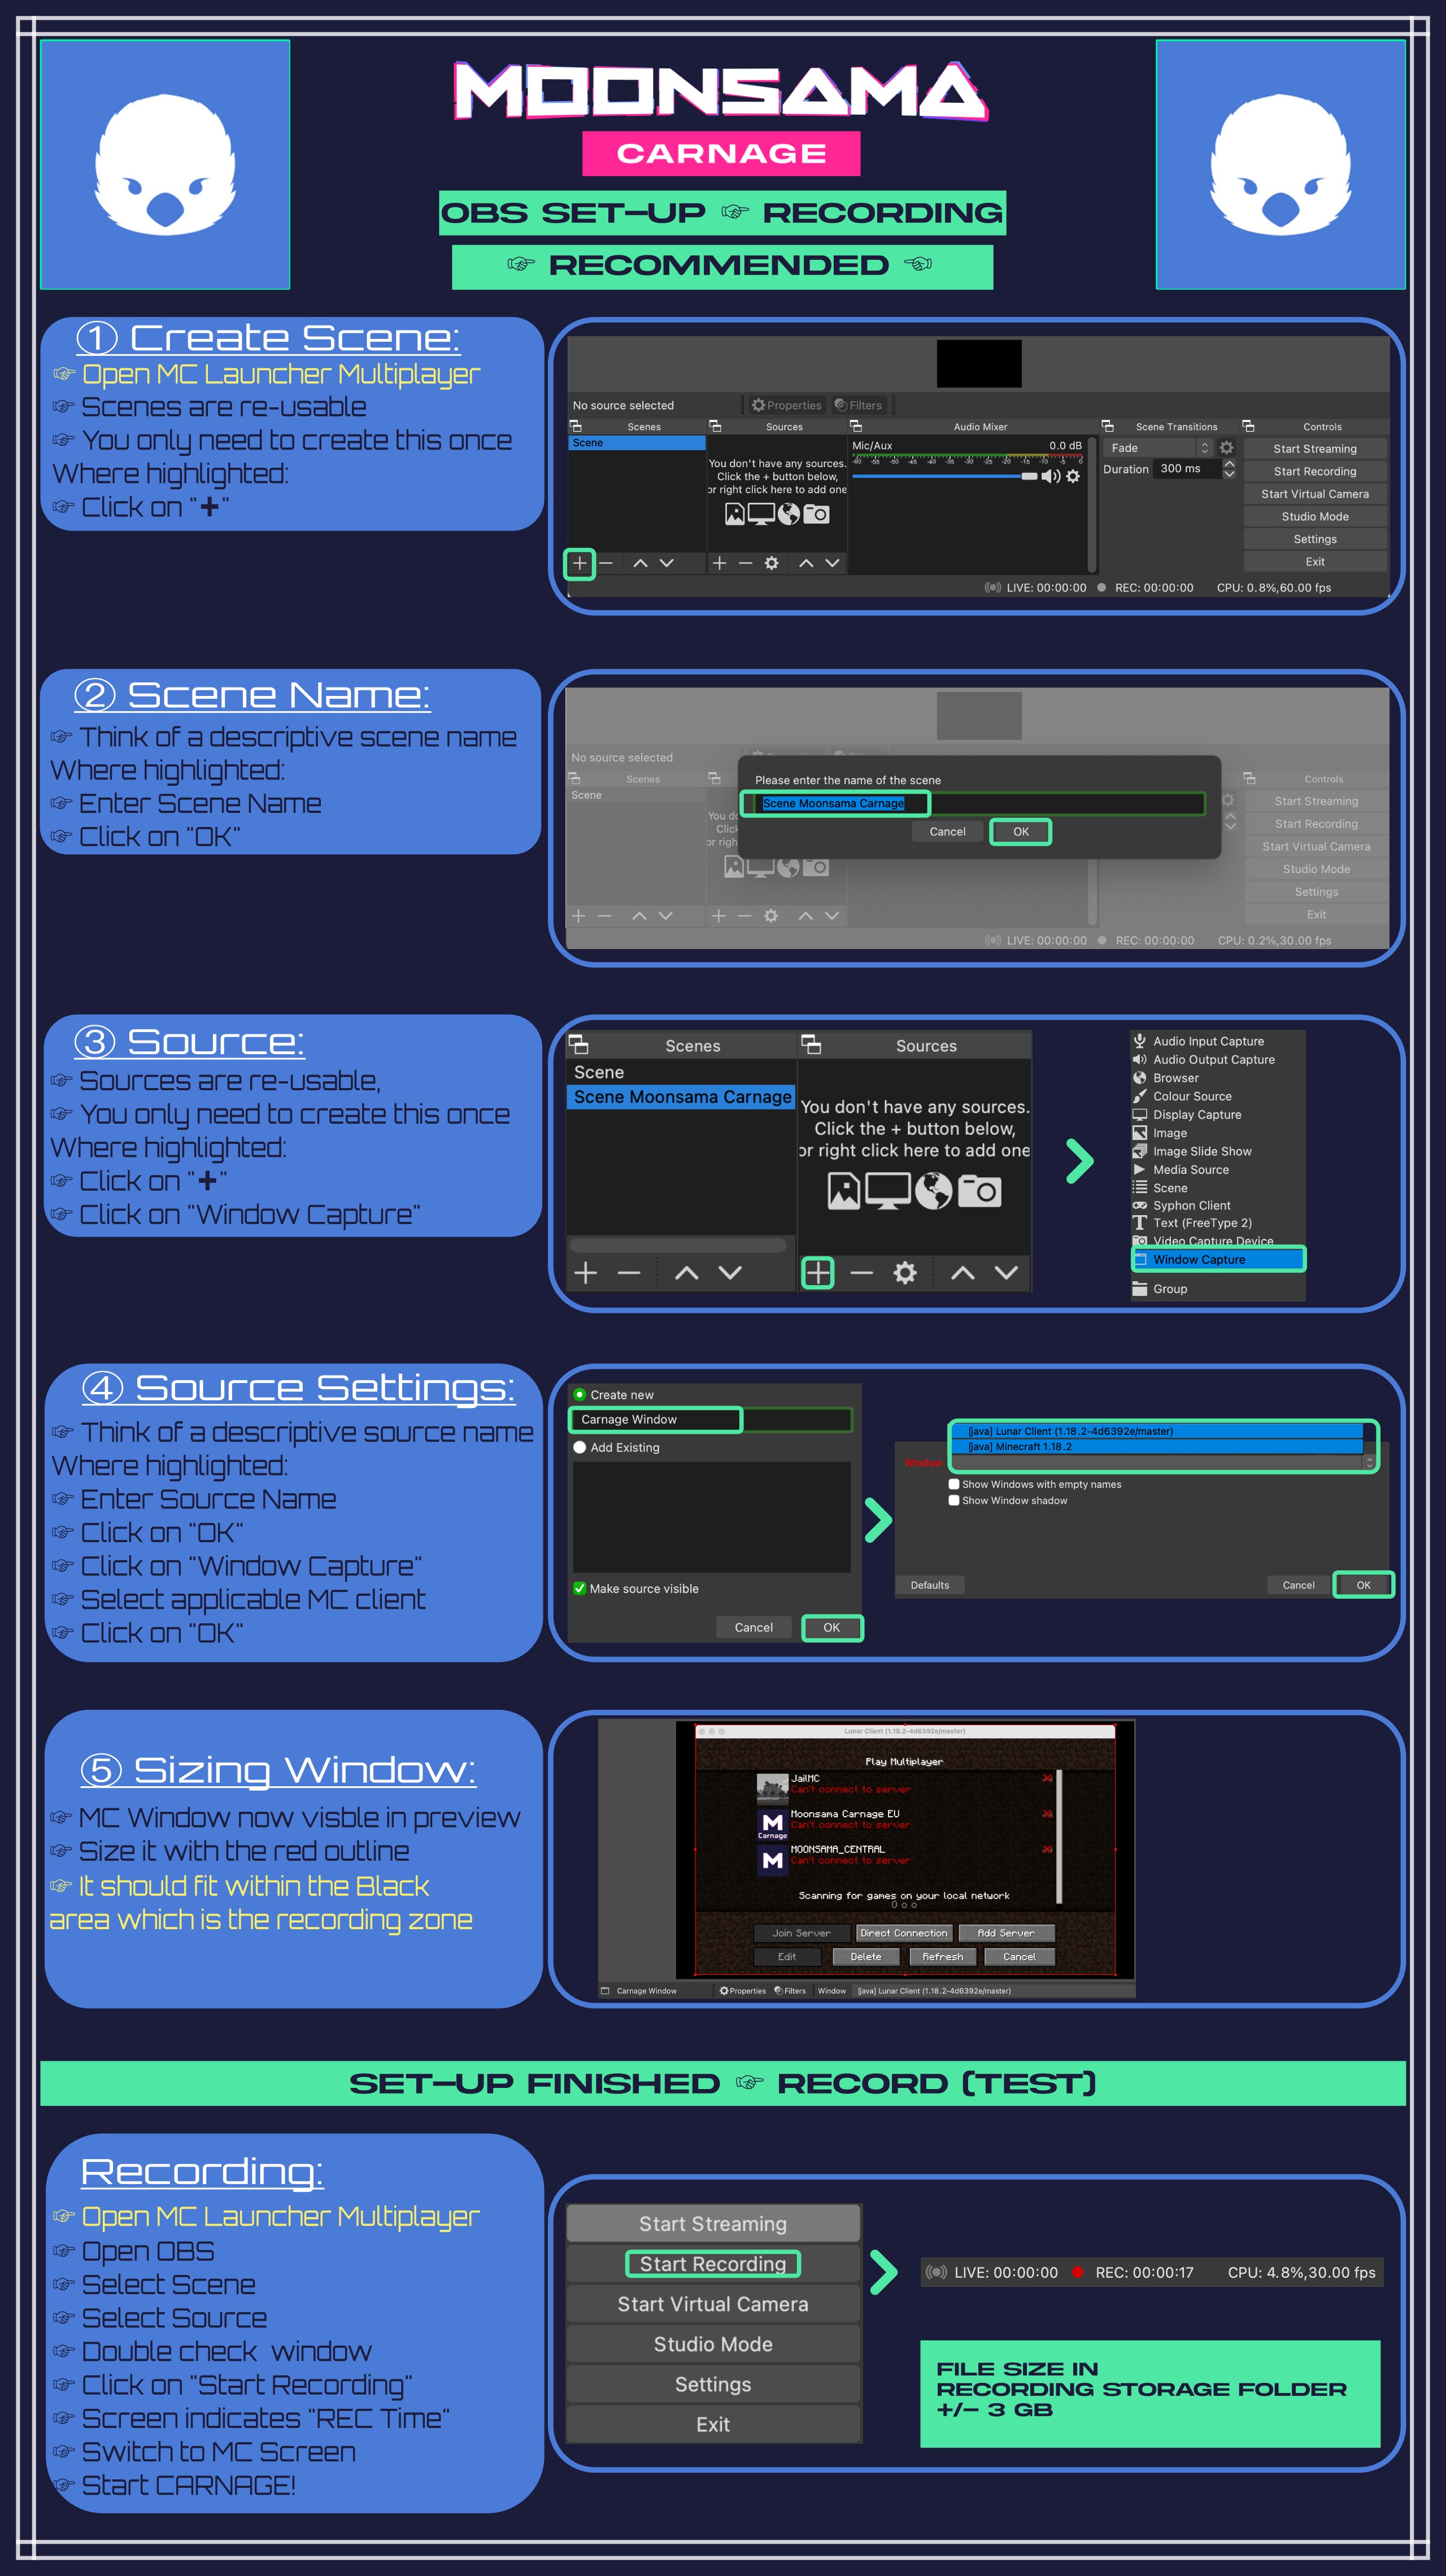 MOONSAMA
CARNAGE
OBS SET-UP ☞ RECORDING
☞ RECOMMENDED ☜
① Create Scene:
☞ Open MC Launcher Multiplayer
☞ Scenes are re-usable
☞ You only need to create this once
Where highlighted:
☞ Click on "+"
No source selected
Properties
Filters
Scenes
Sources
Audio Mixer
Scene Transitions
Controls
Scene
You don't have any sources.
Click the + button below,
or right click here to add one
Mic/Aux
0.0 dB
-60 -55 -50 -45 -40 -35 -30 -25 -20 -15 -10 -5 0
Fade
Duration 300 ms
Start Streaming
Start Recording
Start Virtual Camera
Studio Mode
Settings
Exit
LIVE: 00:00:00 REC: 00:00:00 CPU: 0.8%,60.00 fps
② Scene Name:
☞ Think of a descriptive scene name
Where highlighted:
☞ Enter Scene Name
☞ Click on "OK"
No source selected
Scenes
Controls
Scene
You do
Click
or righ
Please enter the name of the scene
Scene Moonsama Carnage
Cancel OK
Start Streaming
Start Recording
Start Virtual Camera
Studio Mode
Settings
Exit
LIVE: 00:00:00 REC: 00:00:00 CPU: 0.2%,30.00 fps
③ Source:
☞ Sources are re-usable,
☞ You only need to create this once
Where highlighted:
☞ Click on "+"
☞ Click on "Window Capture"
Scenes
Sources
Scene
Scene Moonsama Carnage
You don't have any sources.
Click the + button below,
or right click here to add one
Audio Input Capture
Audio Output Capture
Browser
Colour Source
Display Capture
Image
Image Slide Show
Media Source
Scene
Syphon Client
Text (FreeType 2)
Video Capture Device
Window Capture
Group
④ Source Settings:
☞ Think of a descriptive source name
Where highlighted:
☞ Enter Source Name
☞ Click on "OK"
☞ Click on "Window Capture"
☞ Select applicable MC client
☞ Click on "OK"
Create new
Carnage Window
Add Existing
Make source visible
Cancel OK
[java] Lunar Client (1.18.2-4d6392e/master)
[java] Minecraft 1.18.2
Window
Show Windows with empty names
Show Window shadow
Defaults
Cancel OK
⑤ Sizing Window:
☞ MC Window now visble in preview
☞ Size it with the red outline
☞ It should fit within the Black
area which is the recording zone
Lunar Client (1.18.2-4d6392e/master)
Play Multiplayer
JailMC
Can't connect to server
M
Carnage
Moonsama Carnage EU
Can't connect to server
M
MOONSAMA_CENTRAL
Can't connect to server
Scanning for games on your local network
O o o
Join Server Direct Connection Add Server
Edit Delete Refresh Cancel
Carnage Window Properties Filters Window [java] Lunar Client (1.18.2-4d6392e/master)
SET-UP FINISHED ☞ RECORD (TEST)
Recording:
☞ Open MC Launcher Multiplayer
☞ Open OBS
☞ Select Scene
☞ Select Source
☞ Double check window
☞ Click on "Start Recording"
☞ Screen indicates "REC Time"
☞ Switch to MC Screen
☞ Start CARNAGE!
Start Streaming
Start Recording
Start Virtual Camera
Studio Mode
Settings
Exit
LIVE: 00:00:00 REC: 00:00:17 CPU: 4.8%,30.00 fps
FILE SIZE IN
RECORDING STORAGE FOLDER
+/- 3 GB